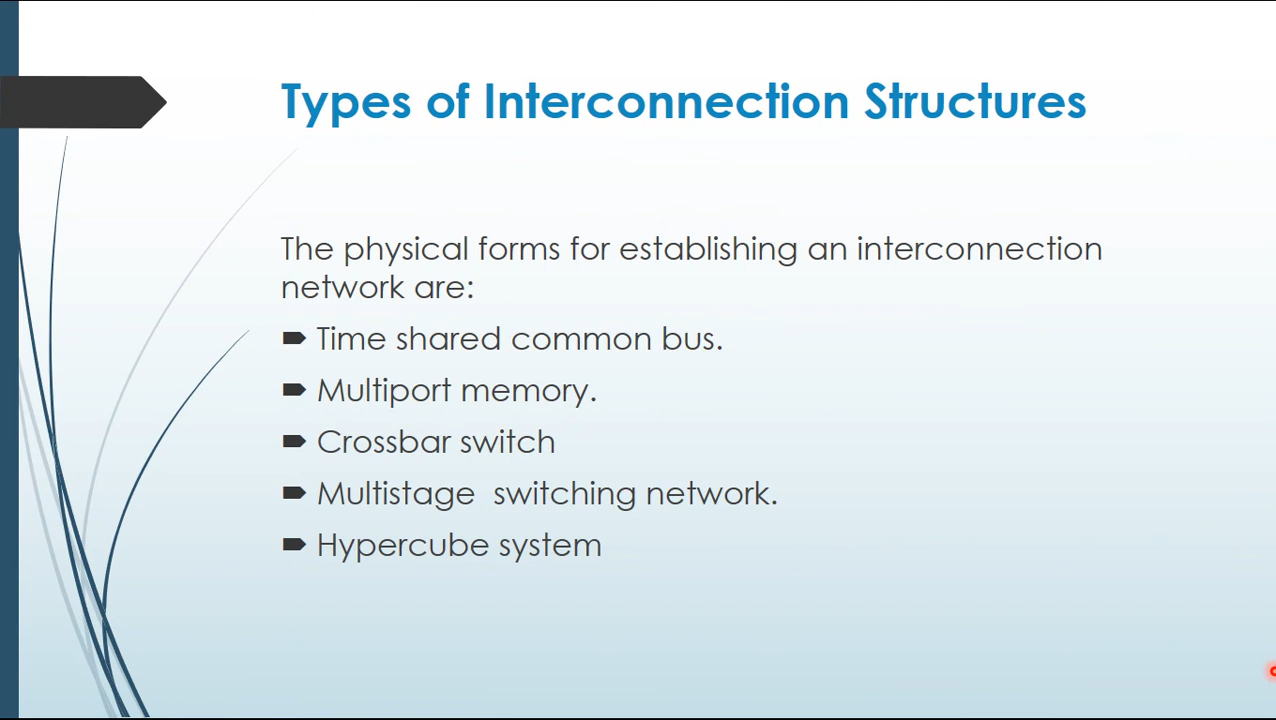 Types of Interconnection Structures
The physical forms for establishing an interconnection
network are:
Time shared common bus.
Multiport memory.
Crossbar switch
Multistage  switching network.
Hypercube system